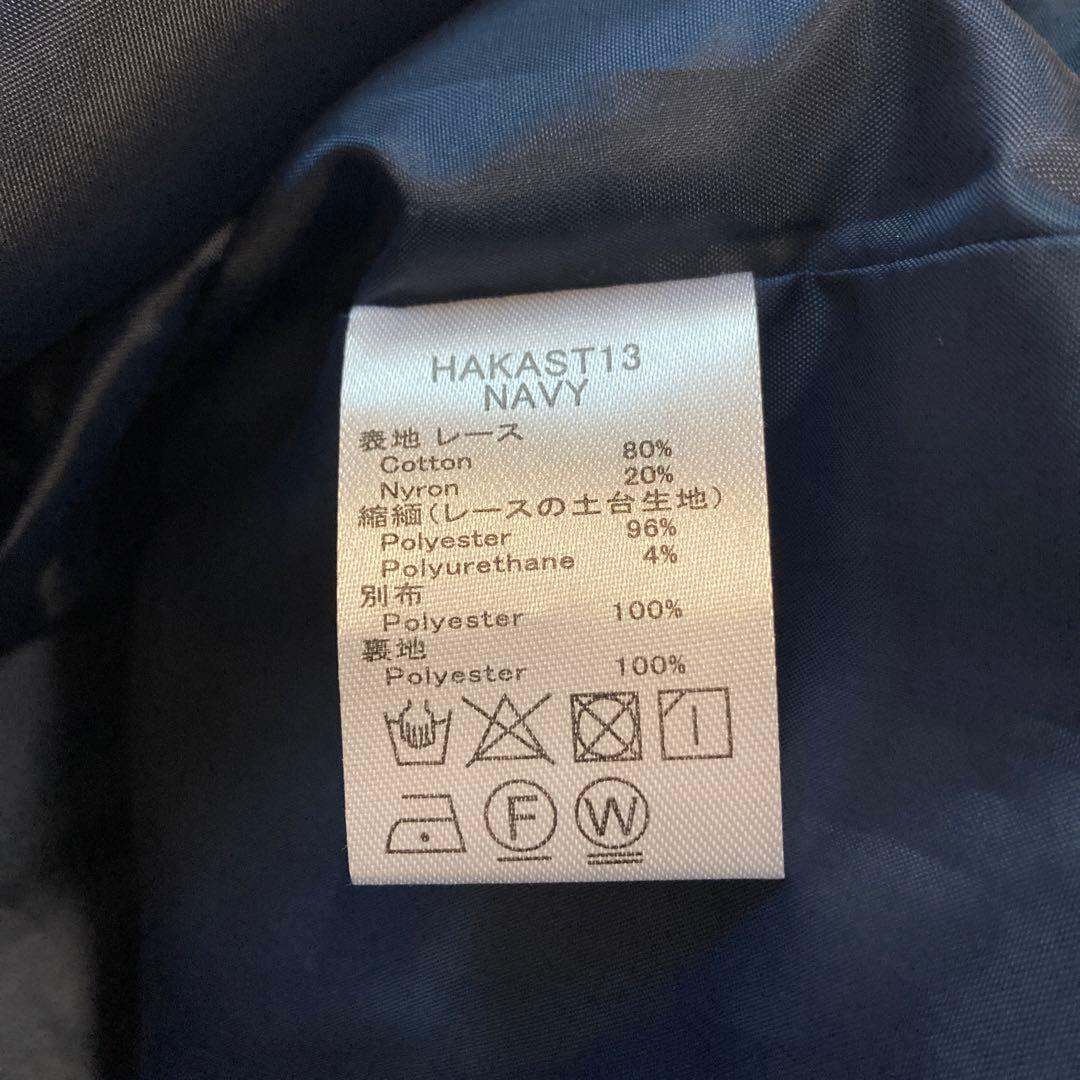 HAKAST13
NAVY
表地 レース
Cotton 80%
Nyron 20%
縮緬(レースの土台生地)
Polyester 96%
Polyurethane 4%
別布
Polyester 100%
裏地
Polyester 100%
F
W